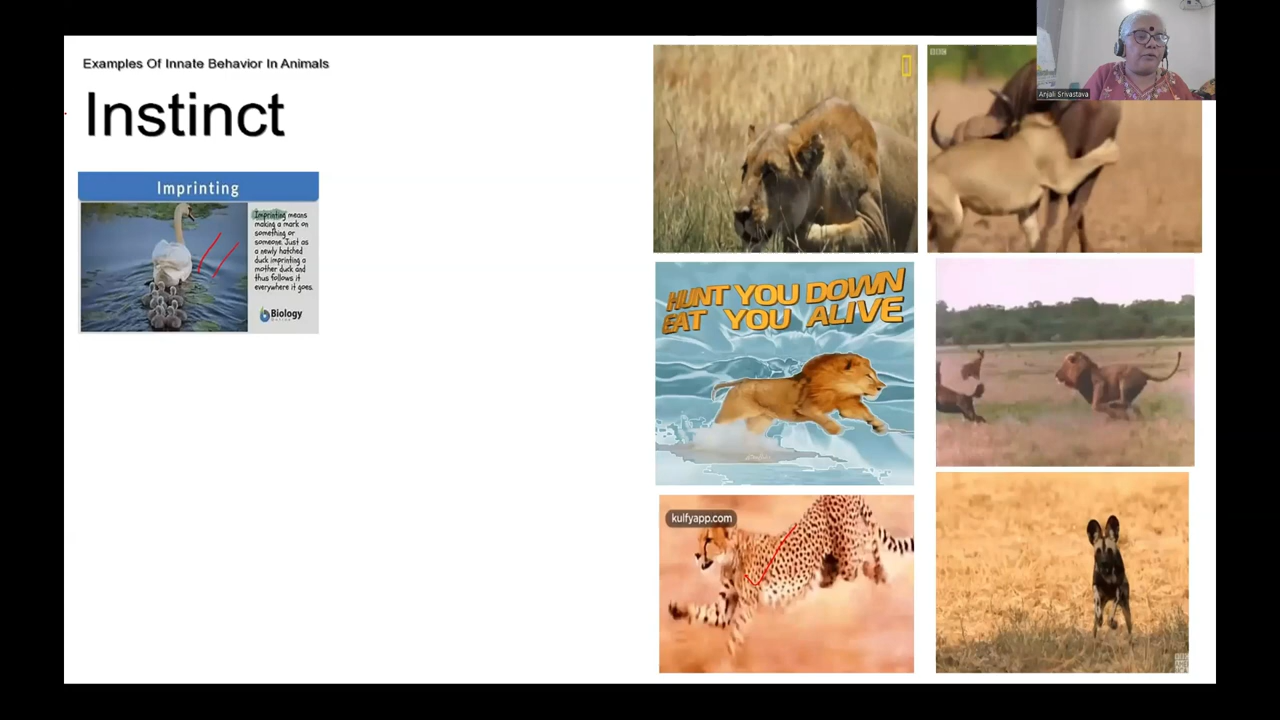 Examples Of Innate Behavior In Animals
Instinct
Imprinting
Imprinting means
making a mark on
something or
someone. Just as
a newly hatched
duck imprinting a
mother duck and
thus follows it
everywhere it goes.
Biology
BBC
Anjali Srivastava
HUNT YOU DOWN
EAT YOU ALIVE
kulfyapp.com